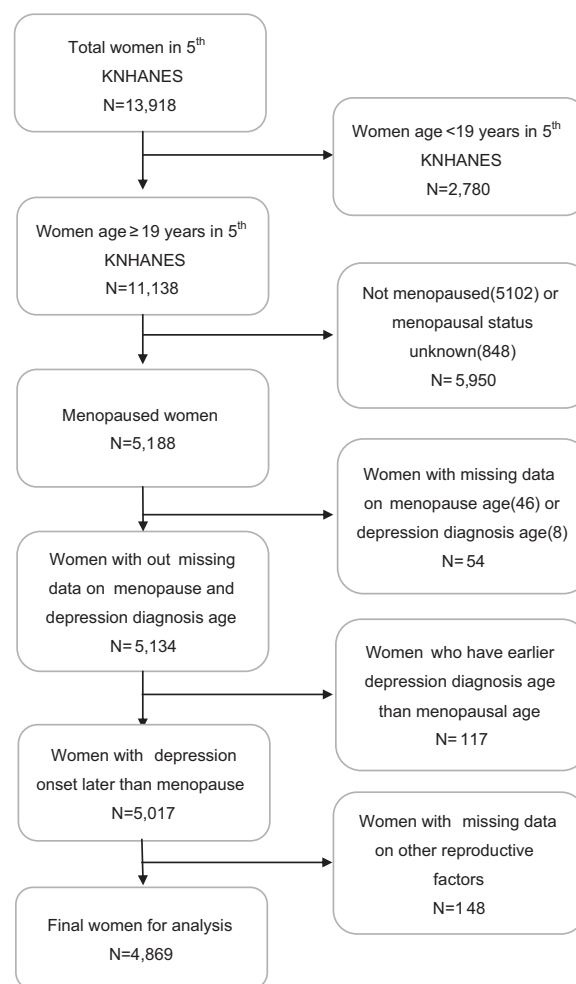 Total women in 5th
KNHANES
N=13,918
Women age <19 years in 5th
KNHANES
N=2,780
Women age ≥ 19 years in 5th
KNHANES
N=11,138
Not menopaused(5102) or
menopausal status
unknown(848)
N= 5,950
Menopaused women
N=5,188
Women with missing data
on menopause age(46) or
depression diagnosis age(8)
N= 54
Women with out missing
data on menopause and
depression diagnosis age
N=5,134
Women who have earlier
depression diagnosis age
than menopausal age
N= 117
Women with depression
onset later than menopause
N=5,017
Women with missing data
on other reproductive
factors
N=148
Final women for analysis
N=4,869